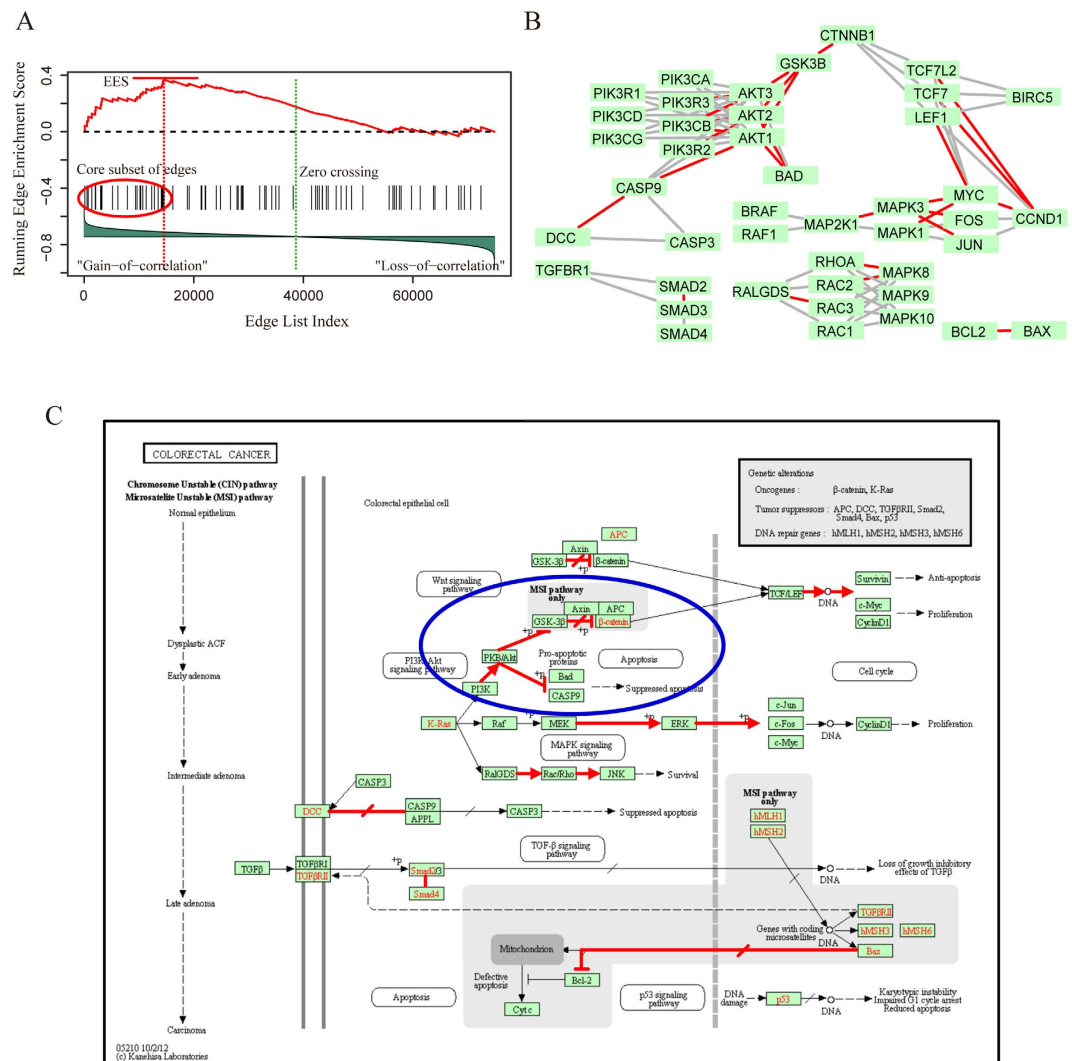 A
Running Edge Enrichment Score
0.4
0.0
−0.4
−0.8
EES
Core subset of edges
Zero crossing
"Gain−of−correlation"
"Loss−of−correlation"
0
20000
40000
60000
Edge List Index
B
CTNNB1
GSK3B
TCF7L2
TCF7
LEF1
BIRC5
PIK3CA
PIK3R1
PIK3R3
PIK3CD
PIK3CB
PIK3CG
PIK3R2
AKT3
AKT2
AKT1
BAD
CASP9
DCC
CASP3
BRAF
RAF1
MAP2K1
MAPK3
MAPK1
MYC
FOS
JUN
CCND1
TGFBR1
SMAD2
SMAD3
SMAD4
RALGDS
RHOA
RAC2
RAC3
RAC1
MAPK8
MAPK9
MAPK10
BCL2
BAX
C
COLORECTAL CANCER
Chromosome Unstable (CIN) pathway
Microsatelite Unstable (MSI) pathway
Normal epithelium
Dysplastic ACF
Early adenoma
Intermediate adenoma
Late adenoma
Carcinoma
05210 10/2/12
(c) Kanehisa Laboratories
Colorectal epithelial cell
Genetic alterations
Oncogenes : β-catenin, K-Ras
Tumor suppressors : APC, DCC, TGFβRII, Smad2,
Smad4, Bax, p53
DNA repair genes : hMLH1, hMSH2, hMSH3, hMSH6
APC
Axin
GSK-3β
β-catenin
+p
Wnt signaling
pathway
MSI pathway
only
Axin
APC
GSK-3β
β-catenin
+p
+p
TCF/LEF
DNA
Survivin
c-Myc
CyclinD1
Anti-apoptosis
Proliferation
PI3K-Akt
signaling pathway
PKB/Akt
PI3K
Pro-apoptotic
proteins
+p
Bad
CASP9
Apoptosis
Suppressed apoptosis
Cell cycle
K-Ras
Raf
+p
MEK
+p
ERK
+p
c-Jun
c-Fos
c-Myc
DNA
CyclinD1
Proliferation
MAPK signaling
pathway
RalGDS
Rac/Rho
JNK
Survival
CASP3
DCC
CASP9
APPL
CASP3
Suppressed apoptosis
MSI pathway
only
hMLH1
hMSH2
TGF-β signaling
pathway
TGFβ
TGFβRI
TGFβRII
+p
Smad2/3
Smad4
DNA
Loss of growth inhibitory
effects of TGFβ
Genes with coding
microsatellites
DNA
TGFβRII
hMSH3
hMSH6
Bax
Mitochondrion
Defective
apoptosis
Bcl-2
Cyt c
Apoptosis
p53 signaling
pathway
DNA
damage
p53
DNA
Karyotypic instability
Impaired G1 cycle arrest
Reduced apoptosis